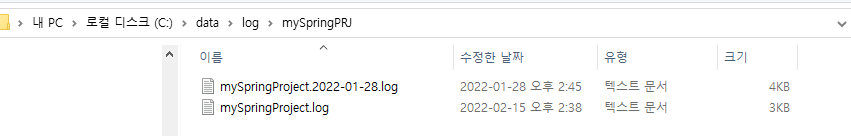 내 PC > 로컬 디스크 (C:) > data > log > mySpringPRJ
이름 수정한 날짜 유형 크기
mySpringProject.2022-01-28.log 2022-01-28 오후 2:45 텍스트 문서 4KB
mySpringProject.log 2022-02-15 오후 2:38 텍스트 문서 3KB